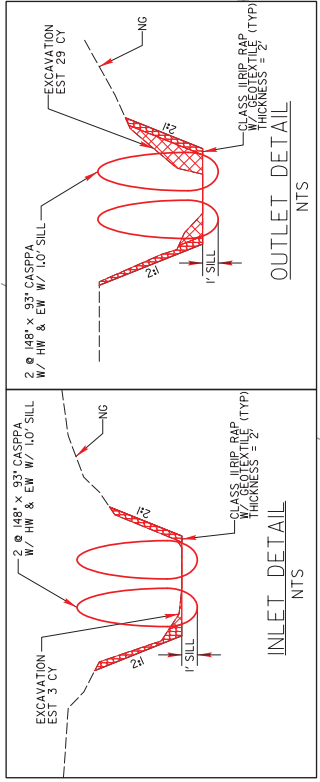 2 @ 148" x 93" CASPPA
W/ HW & EW W/ 1.0' SILL
NG
EXCAVATION
EST 3 CY
2:1
2:1
1' SILL
CLASS II RIP RAP
W/ GEOTEXTILE (TYP)
THICKNESS = 2'
INLET DETAIL
NTS
2 @ 148" x 93" CASPPA
W/ HW & EW W/ 1.0' SILL
NG
EXCAVATION
EST 29 CY
2:1
2:1
1' SILL
CLASS II RIP RAP
W/ GEOTEXTILE (TYP)
THICKNESS = 2'
OUTLET DETAIL
NTS